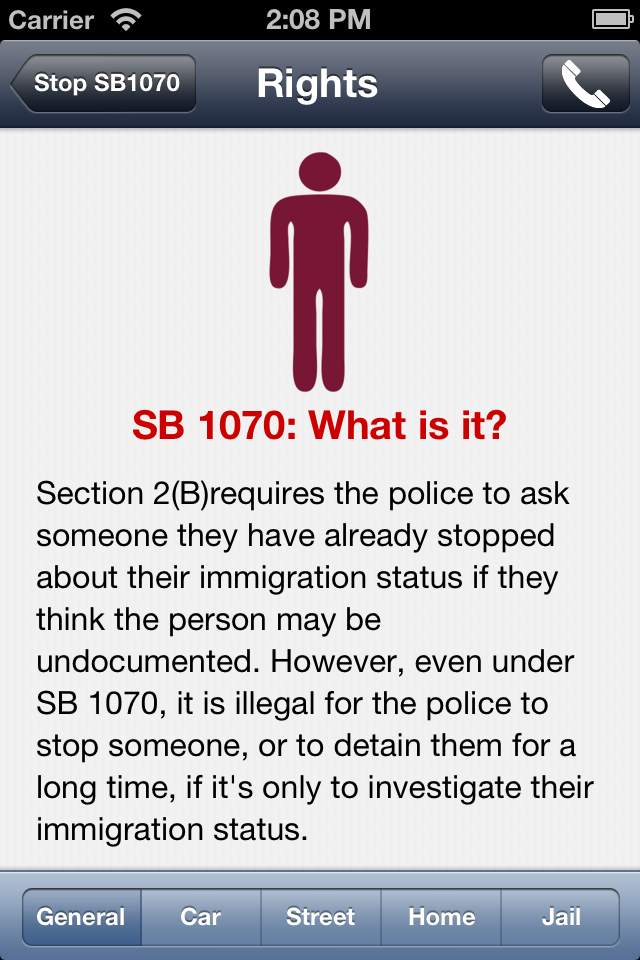 Carrier 2:08 PM
Stop SB1070 Rights
SB 1070: What is it?
Section 2(B)requires the police to ask
someone they have already stopped
about their immigration status if they
think the person may be
undocumented. However, even under
SB 1070, it is illegal for the police to
stop someone, or to detain them for a
long time, if it's only to investigate their
immigration status.
General Car Street Home Jail